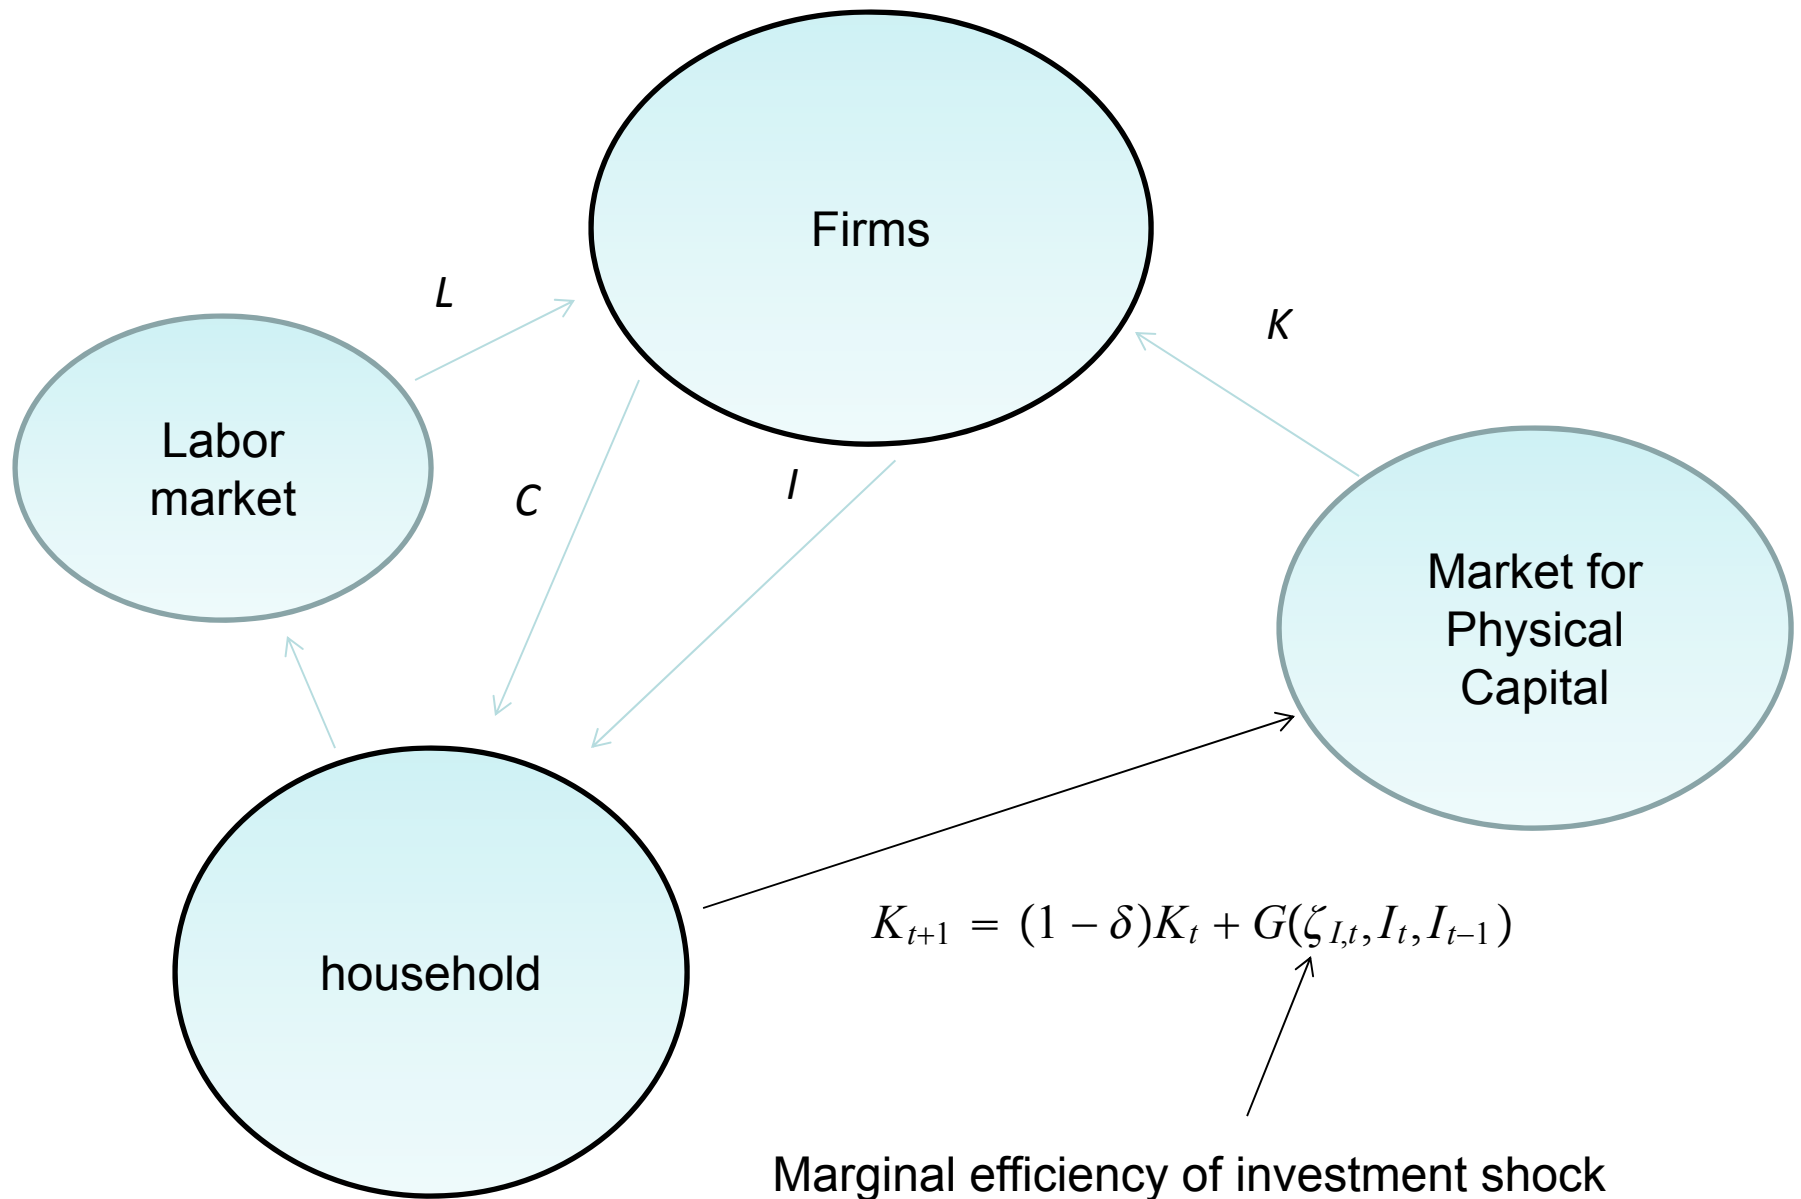 Firms
L
K
Labor
market
C
I
Market for
Physical
Capital
household
K_{t+1} = (1 − δ)K_t + G(ζ_{I,t}, I_t, I_{t−1})
Marginal efficiency of investment shock